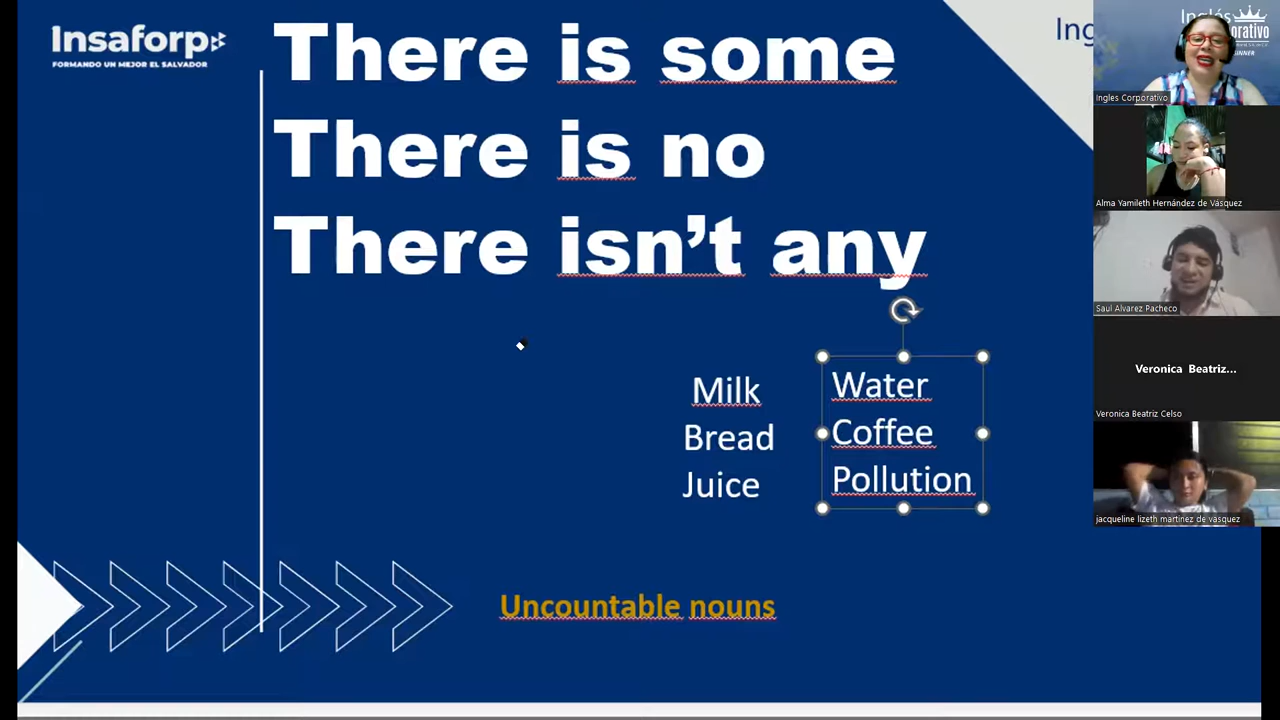 Insaforp
FORMANDO UN MEJOR EL SALVADOR
There is some
There is no
There isn't any
Milk
Bread
Juice
Water
Coffee
Pollution
Uncountable nouns
Ingles Corporativo
Alma Yamileth Hernández de Vásquez
Saul Alvarez Pacheco
Veronica Beatriz...
Veronica Beatriz Celso
jacqueline lizeth martinez de vasquez